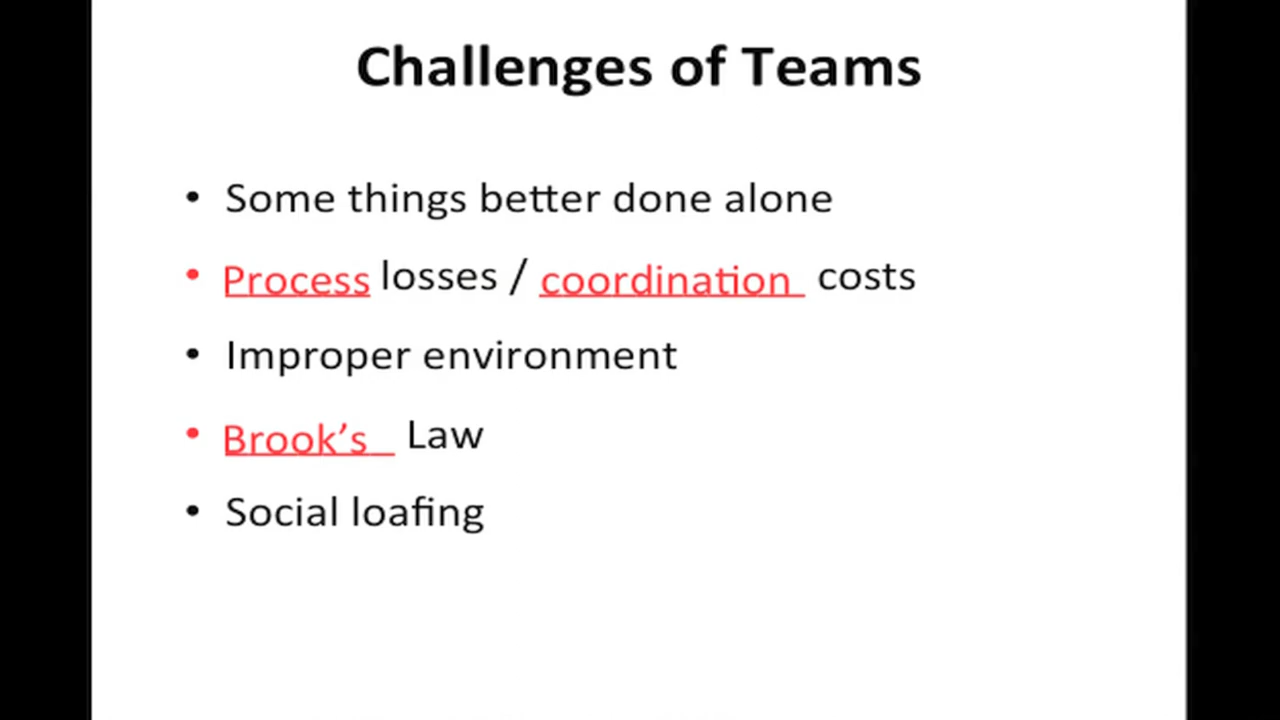 Challenges of Teams
• Some things better done alone
• Process losses / coordination costs
• Improper environment
• Brook’s Law
• Social loafing